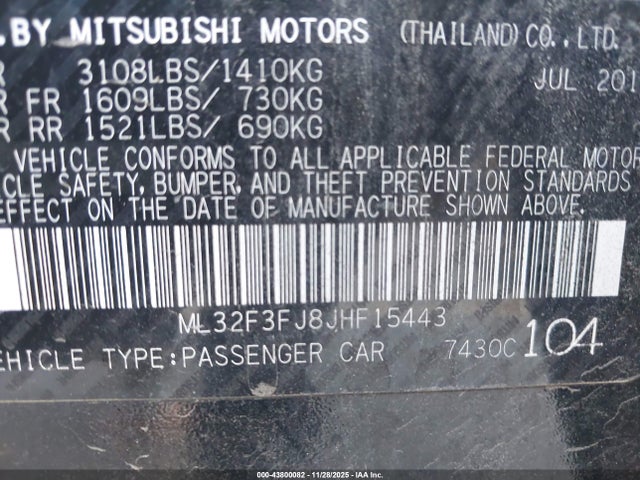 .BY MITSUBISHI MOTORS (THAILAND)CO.,LTD.
R 3108LBS/1410KG JUL 201
R FR 1609LBS/ 730KG
R RR 1521LBS/ 690KG
VEHICLE CONFORMS TO ALL APPLICABLE FEDERAL MOTOR
ICLE SAFETY, BUMPER, AND THEFT PREVENTION STANDARDS
EFFECT ON THE DATE OF MANUFACTURE SHOWN ABOVE.
ML32F3FJ8JHF15443
VEHICLE TYPE:PASSENGER CAR 7430C 104
000-43800082 | 11/28/2025 | IAA Inc.